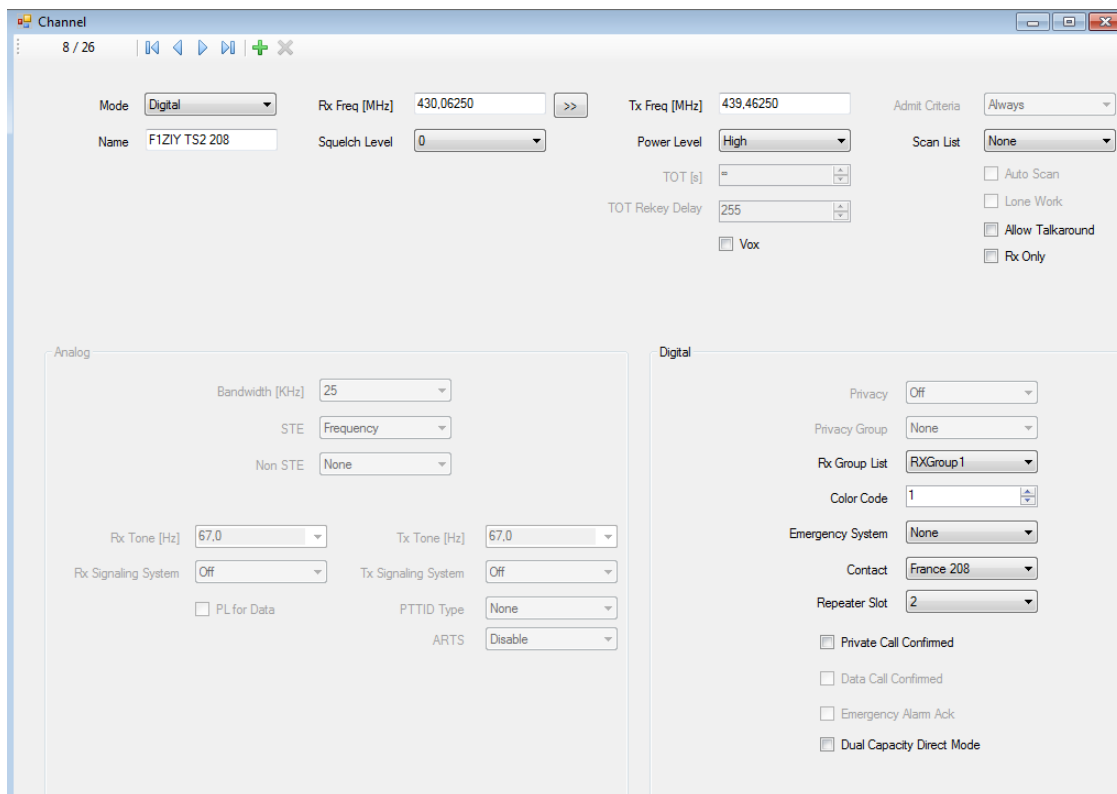 Channel
8 / 26
Mode Digital Rx Freq [MHz] 430,06250 >> Tx Freq [MHz] 439,46250 Admit Criteria Always
Name F1ZIY TS2 208 Squelch Level 0 Power Level High Scan List None
TOT [s] = Auto Scan
TOT Rekey Delay 255 Lone Work
Vox Allow Talkaround
Rx Only
Analog
Bandwidth [KHz] 25
STE Frequency
Non STE None
Rx Tone [Hz] 67,0 Tx Tone [Hz] 67,0
Rx Signaling System Off Tx Signaling System Off
PL for Data PTTID Type None
ARTS Disable
Digital
Privacy Off
Privacy Group None
Rx Group List RXGroup1
Color Code 1
Emergency System None
Contact France 208
Repeater Slot 2
Private Call Confirmed
Data Call Confirmed
Emergency Alarm Ack
Dual Capacity Direct Mode